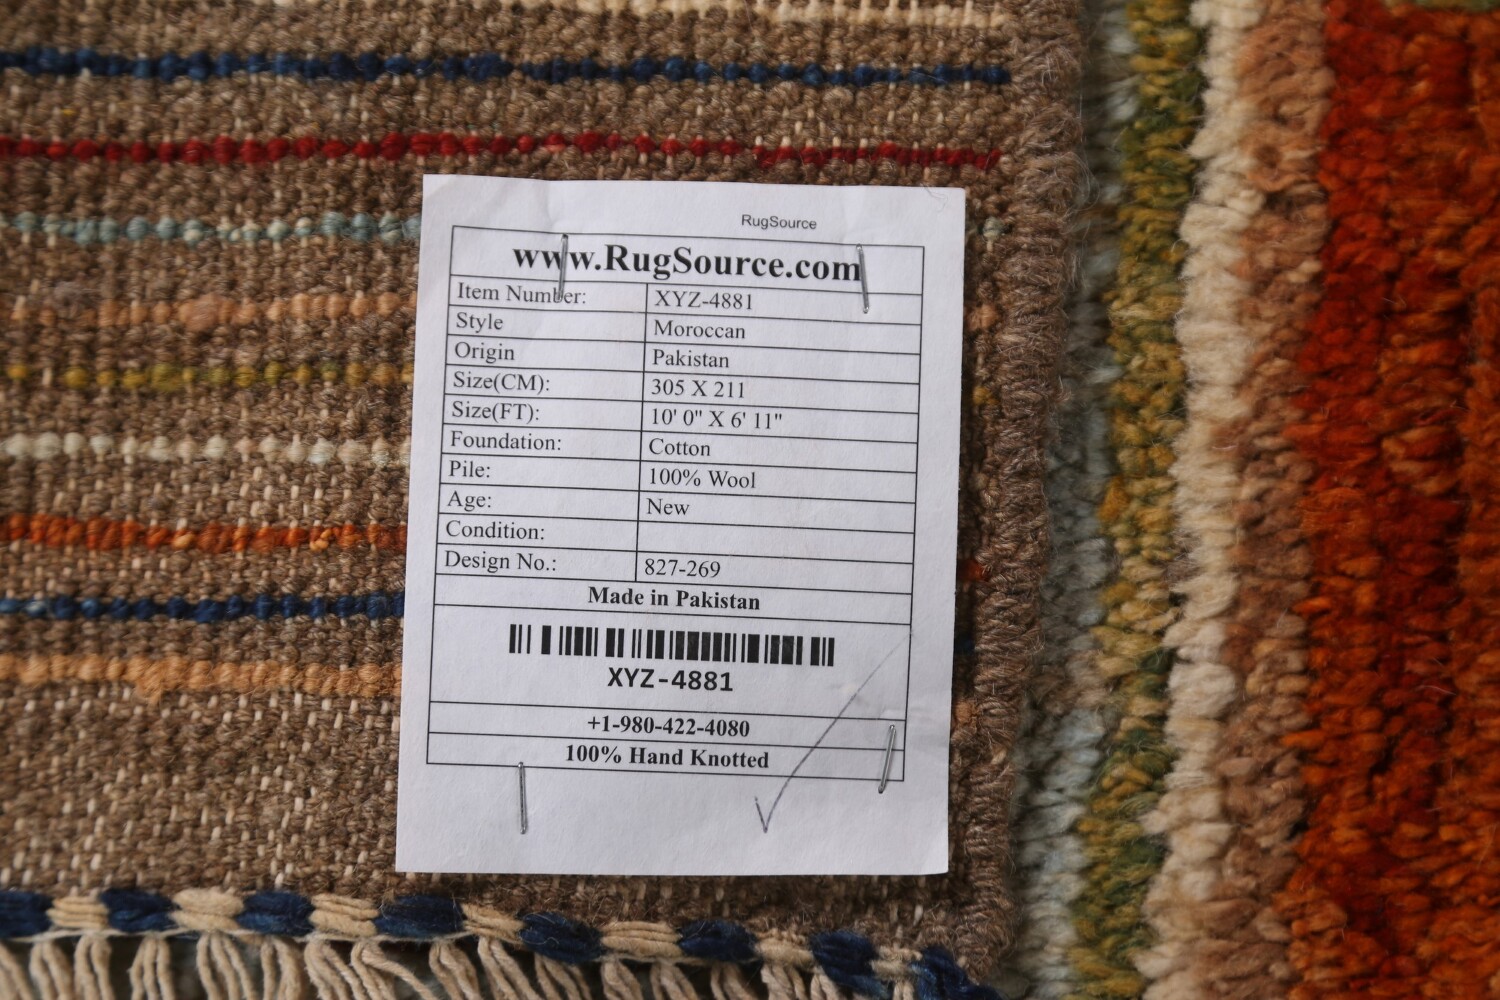 RugSource
www.RugSource.com
Item Number: XYZ-4881
Style Moroccan
Origin Pakistan
Size(CM): 305 X 211
Size(FT): 10' 0" X 6' 11"
Foundation: Cotton
Pile: 100% Wool
Age: New
Condition:
Design No.: 827-269
Made in Pakistan
XYZ-4881
+1-980-422-4080
100% Hand Knotted